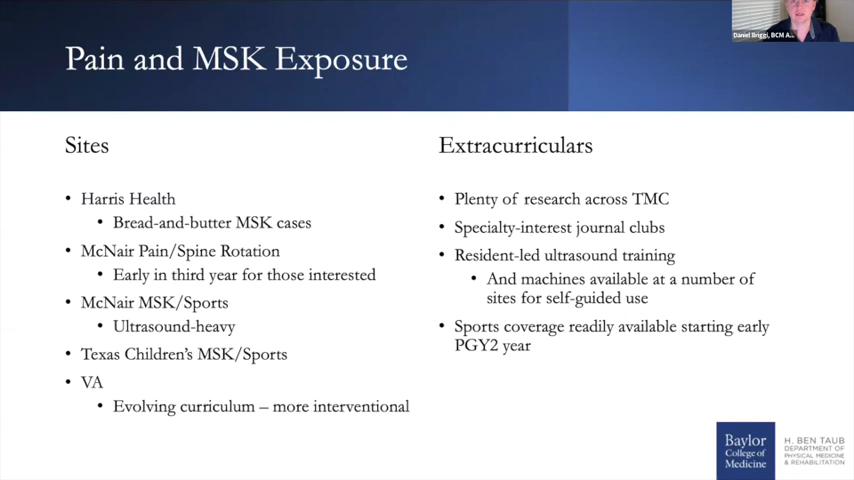 Daniel Briggi, BCM A...
Pain and MSK Exposure
Sites
• Harris Health
• Bread-and-butter MSK cases
• McNair Pain/Spine Rotation
• Early in third year for those interested
• McNair MSK/Sports
• Ultrasound-heavy
• Texas Children's MSK/Sports
• VA
• Evolving curriculum – more interventional
Extracurriculars
• Plenty of research across TMC
• Specialty-interest journal clubs
• Resident-led ultrasound training
• And machines available at a number of
sites for self-guided use
• Sports coverage readily available starting early
PGY2 year
Baylor
College of
Medicine
H. BEN TAUB
DEPARTMENT OF
PHYSICAL MEDICINE
& REHABILITATION